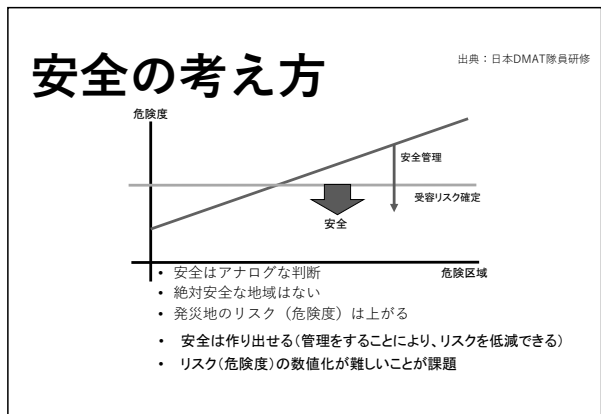 安全の考え方
出典：日本DMAT隊員研修
危険度
安全管理
受容リスク確定
安全
危険区域
• 安全はアナログな判断
• 絶対安全な地域はない
• 発災地のリスク（危険度）は上がる
• 安全は作り出せる（管理をすることにより、リスクを低減できる）
• リスク（危険度）の数値化が難しいことが課題